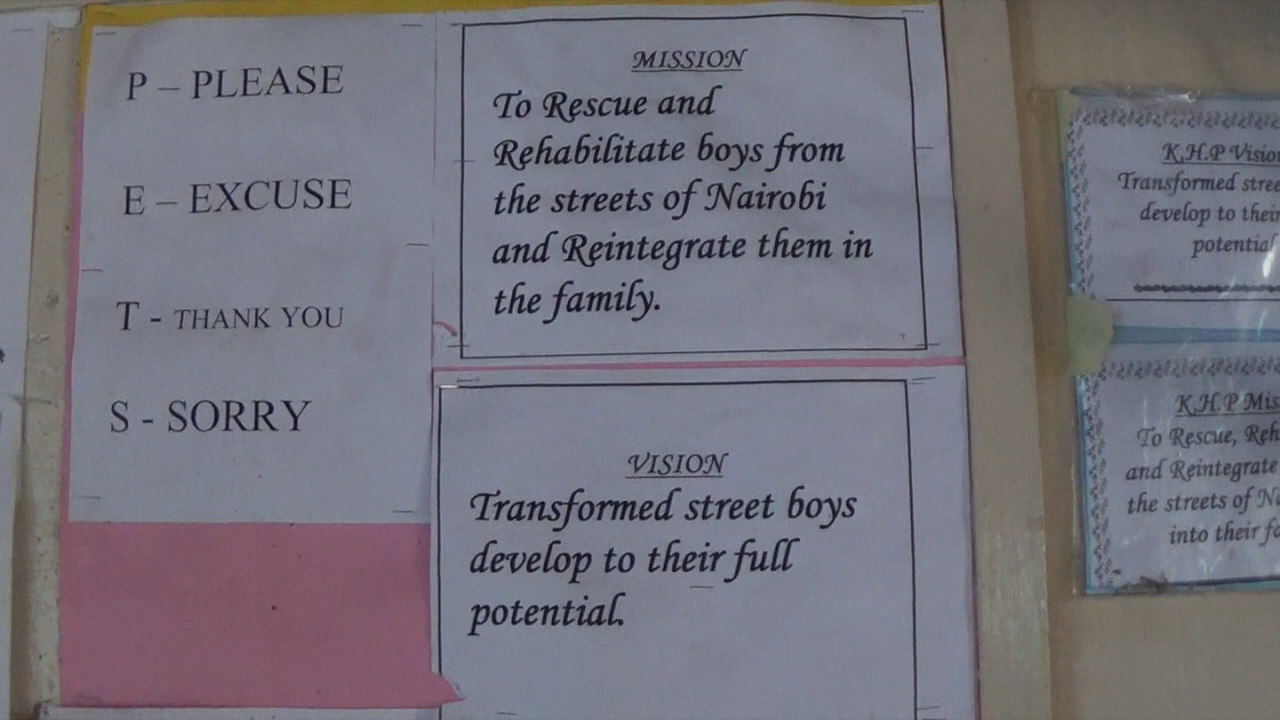 P – PLEASE
E – EXCUSE
T - THANK YOU
S - SORRY
MISSION
To Rescue and
Rehabilitate boys from
the streets of Nairobi
and Reintegrate them in
the family.
VISION
Transformed street boys
develop to their full
potential.
K.H.P Vision
Transformed
develop to their
potential
K.H.P
To Rescue,
and Reintegrate
the streets of
into their